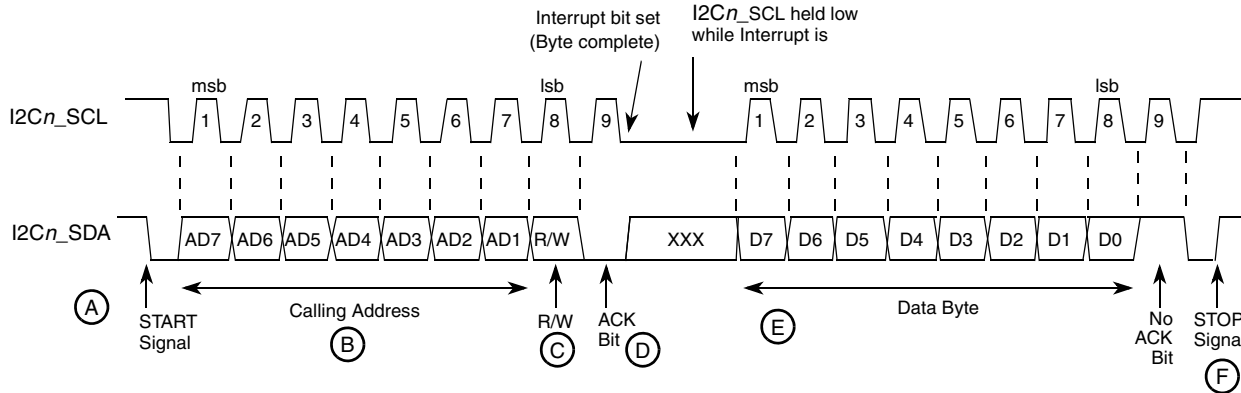 Interrupt bit set
(Byte complete)
I2Cn_SCL held low
while Interrupt is
msb
lsb
msb
lsb
I2Cn_SCL
1 2 3 4 5 6 7 8 9
1 2 3 4 5 6 7 8 9
I2Cn_SDA
AD7 AD6 AD5 AD4 AD3 AD2 AD1 R/W
XXX
D7 D6 D5 D4 D3 D2 D1 D0
A
START
Signal
Calling Address
B
R/W
C
ACK
Bit
D
E
Data Byte
No
ACK
Bit
STOP
Signal
F